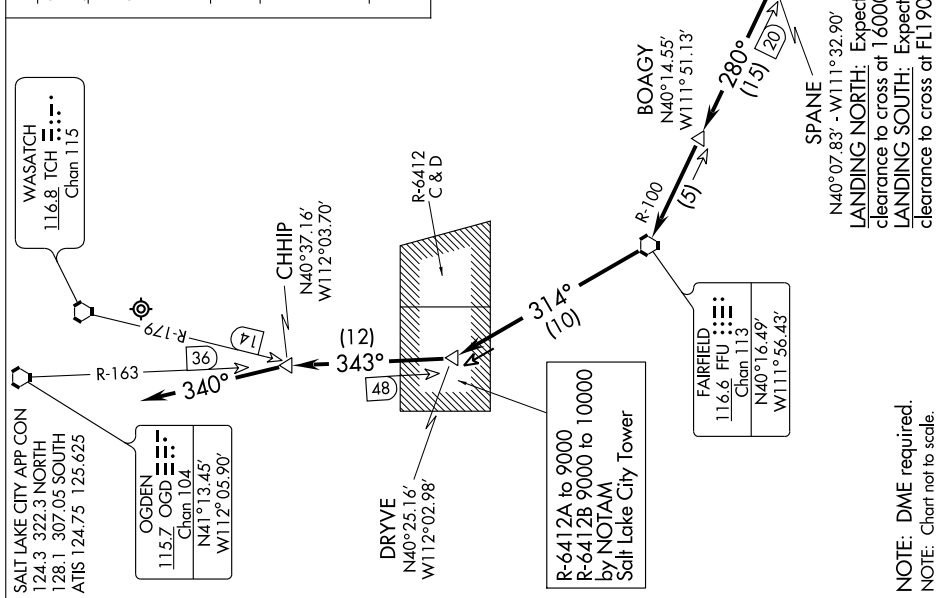 SALT LAKE CITY APP CON
124.3 322.3 NORTH
128.1 307.05 SOUTH
ATIS 124.75 125.625
WASATCH
116.8 TCH
Chan 115
R-179
14
R-163
36
340°
OGDEN
115.7 OGD
Chan 104
N41°13.45'
W112°05.90'
CHHIP
N40°37.16'
W112°03.70'
(12)
343°
48
R-6412
C & D
DRYVE
N40°25.16'
W112°02.98'
R-6412A to 9000
R-6412B 9000 to 10000
by NOTAM
Salt Lake City Tower
314°
(10)
FAIRFIELD
116.6 FFU
Chan 113
N40°16.49'
W111°56.43'
R-100
(5)
BOAGY
N40°14.55'
W111°51.13'
280°
(15)
20
SPANE
N40°07.83' - W111°32.90'
LANDING NORTH: Expect
clearance to cross at 16000
LANDING SOUTH: Expect
clearance to cross at FL190
NOTE: DME required.
NOTE: Chart not to scale.